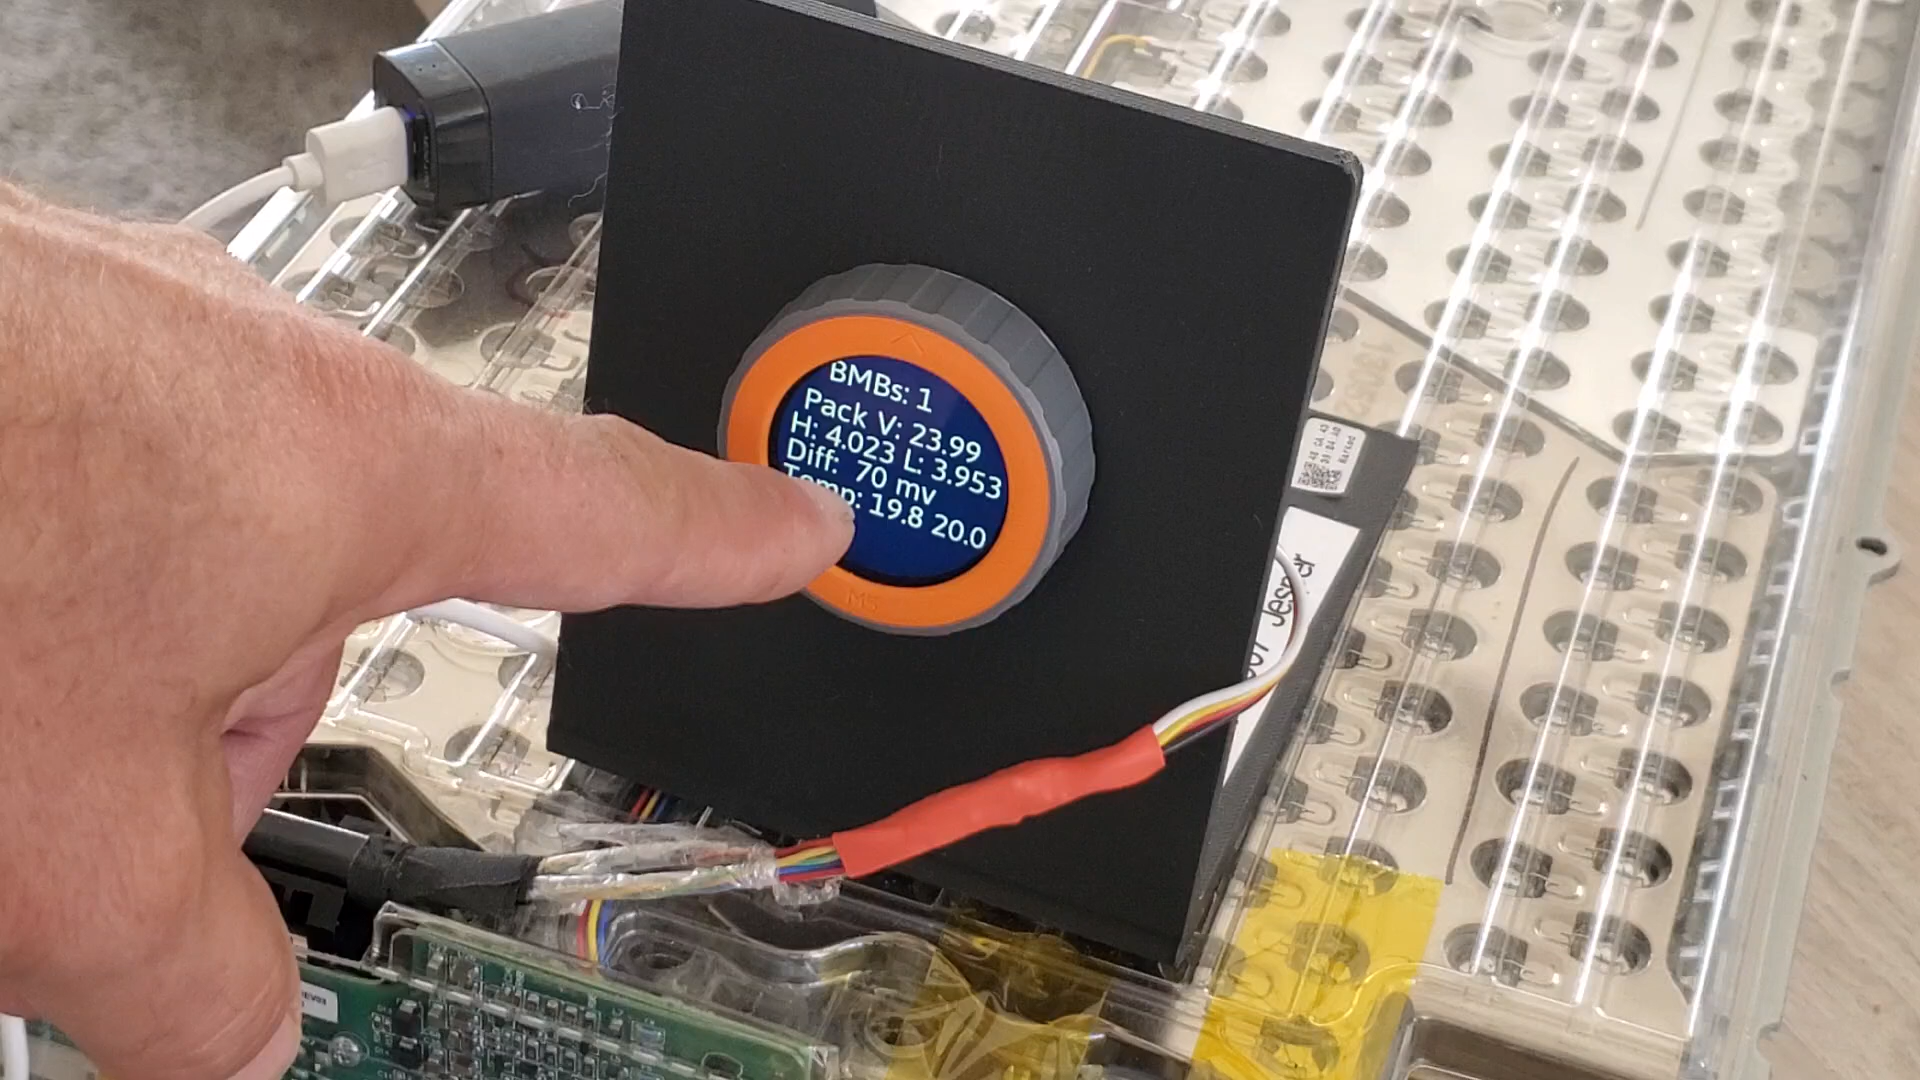 BMBs: 1
Pack V: 23.99
H: 4.023 L: 3.953
Diff: 70 mv
Temp: 19.8 20.0
M5